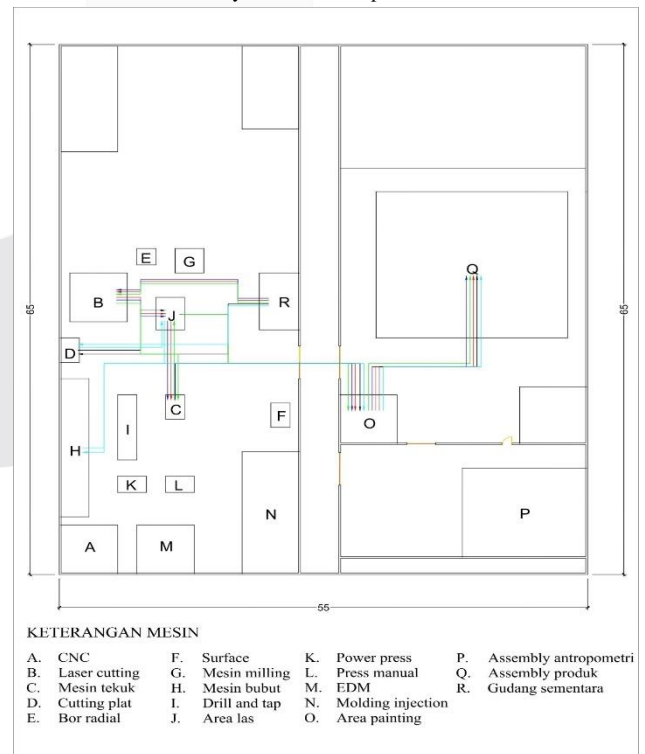 E
G
B
R
Q
J
65
65
D
C
F
O
I
H
K
L
N
P
A
M
55
KETERANGAN MESIN
A. CNC F. Surface K. Power press P. Assembly antropometri
B. Laser cutting G. Mesin milling L. Press manual Q. Assembly produk
C. Mesin tekuk H. Mesin bubut M. EDM R. Gudang sementara
D. Cutting plat I. Drill and tap N. Molding injection
E. Bor radial J. Area las O. Area painting